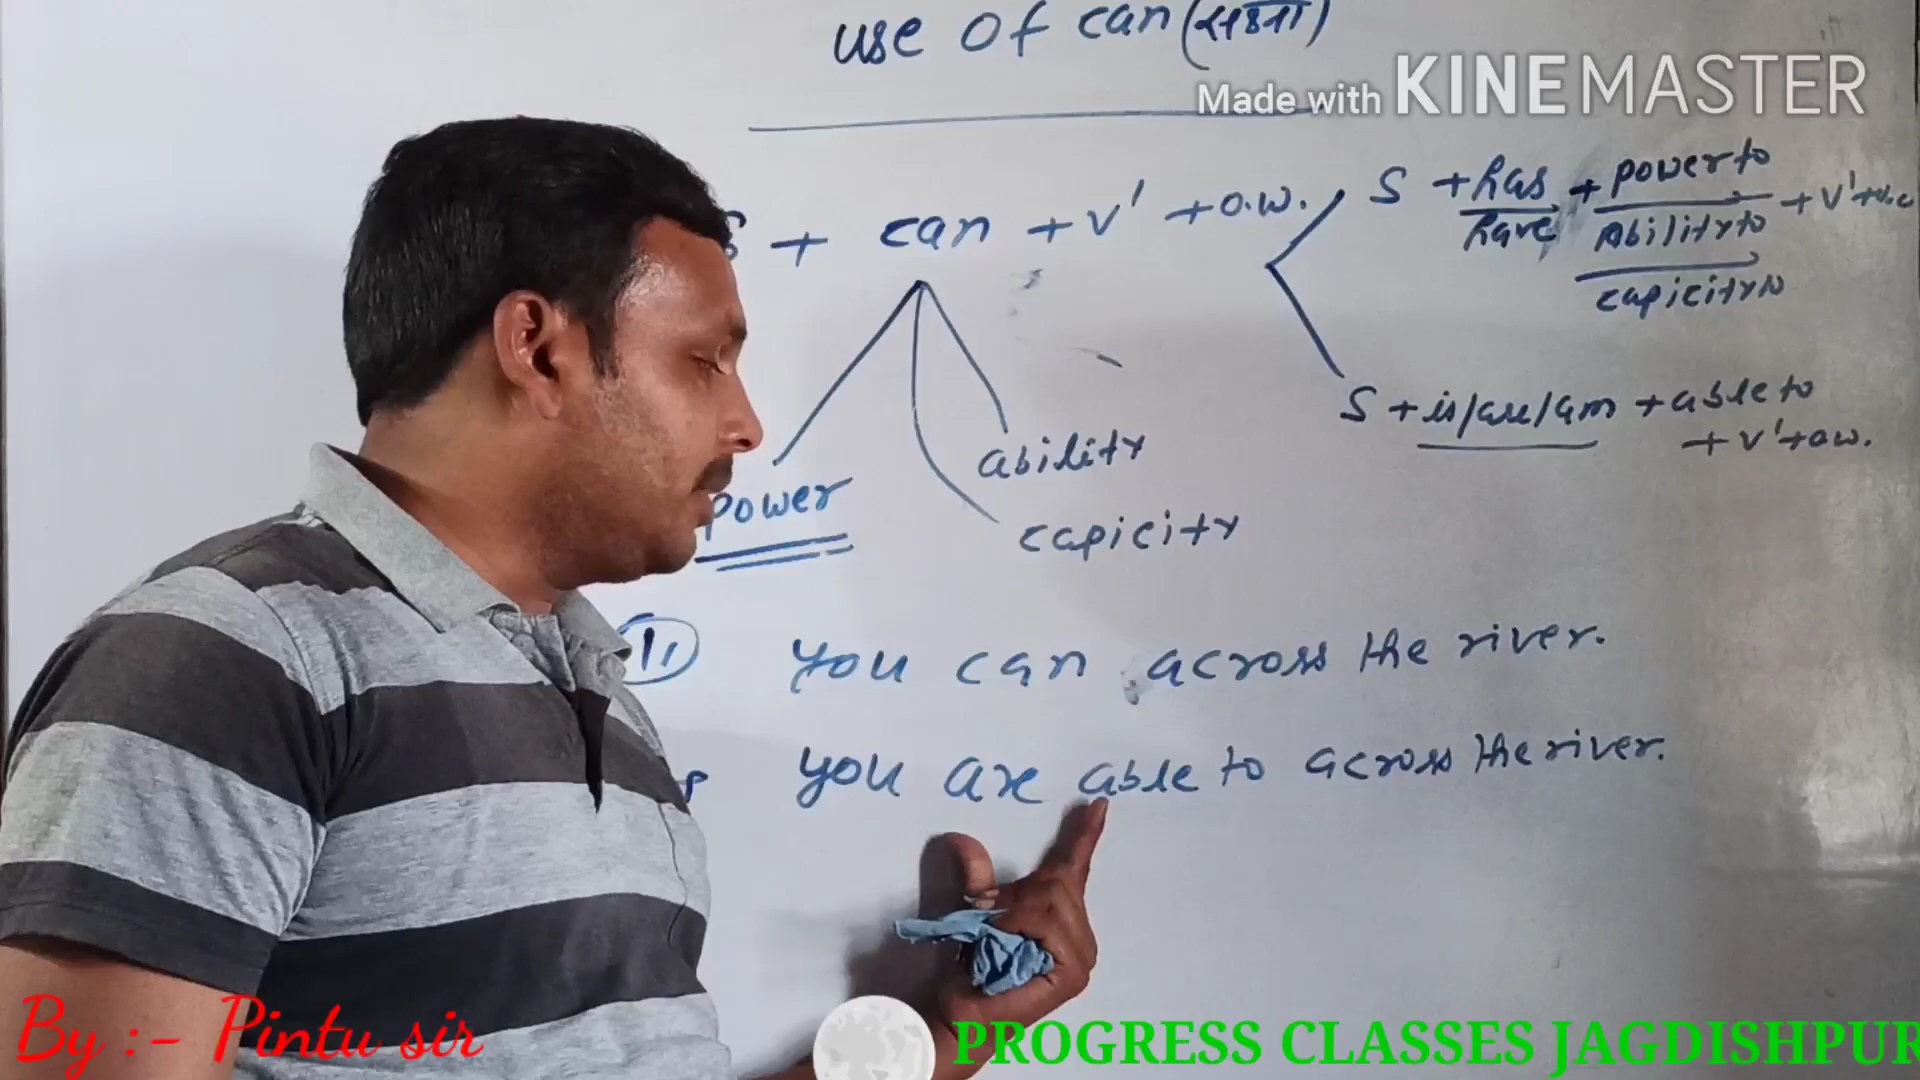 use of can (सकना)
Made with KINEMASTER
S + can + v' + o.w.
S + has + power to + v' + o.w
have Ability to
capicity to
S + is/are/am + able to
+ v' + o.w.
power
ability
capicity
You can across the river.
you are able to across the river.
By :- Pintu sir
PROGRESS CLASSES JAGDISHPUR